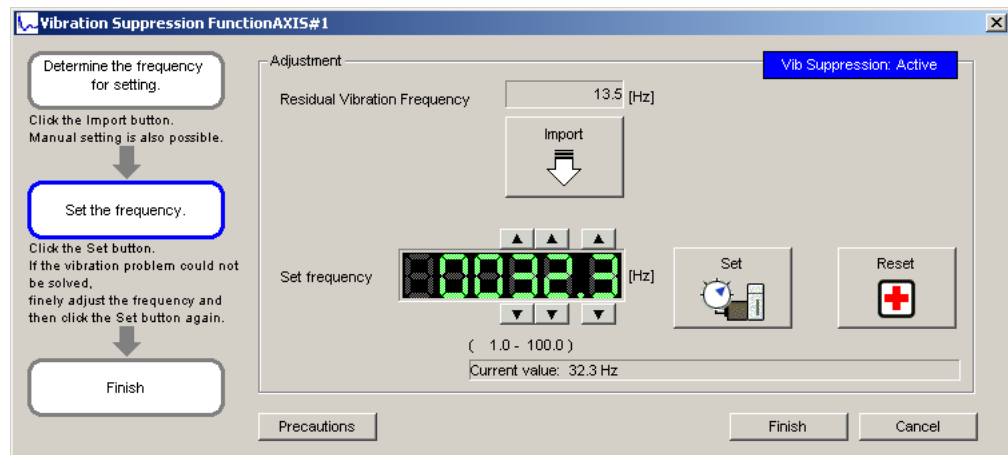 Vibration Suppression FunctionAXIS#1
Determine the frequency
for setting.
Click the Import button.
Manual setting is also possible.
Set the frequency.
Click the Set button.
If the vibration problem could not
be solved,
finely adjust the frequency and
then click the Set button again.
Finish
Adjustment
Vib Suppression: Active
Residual Vibration Frequency 13.5 [Hz]
Import
Set frequency 0032.3 [Hz]
Set
Reset
( 1.0 - 100.0 )
Current value: 32.3 Hz
Precautions
Finish
Cancel